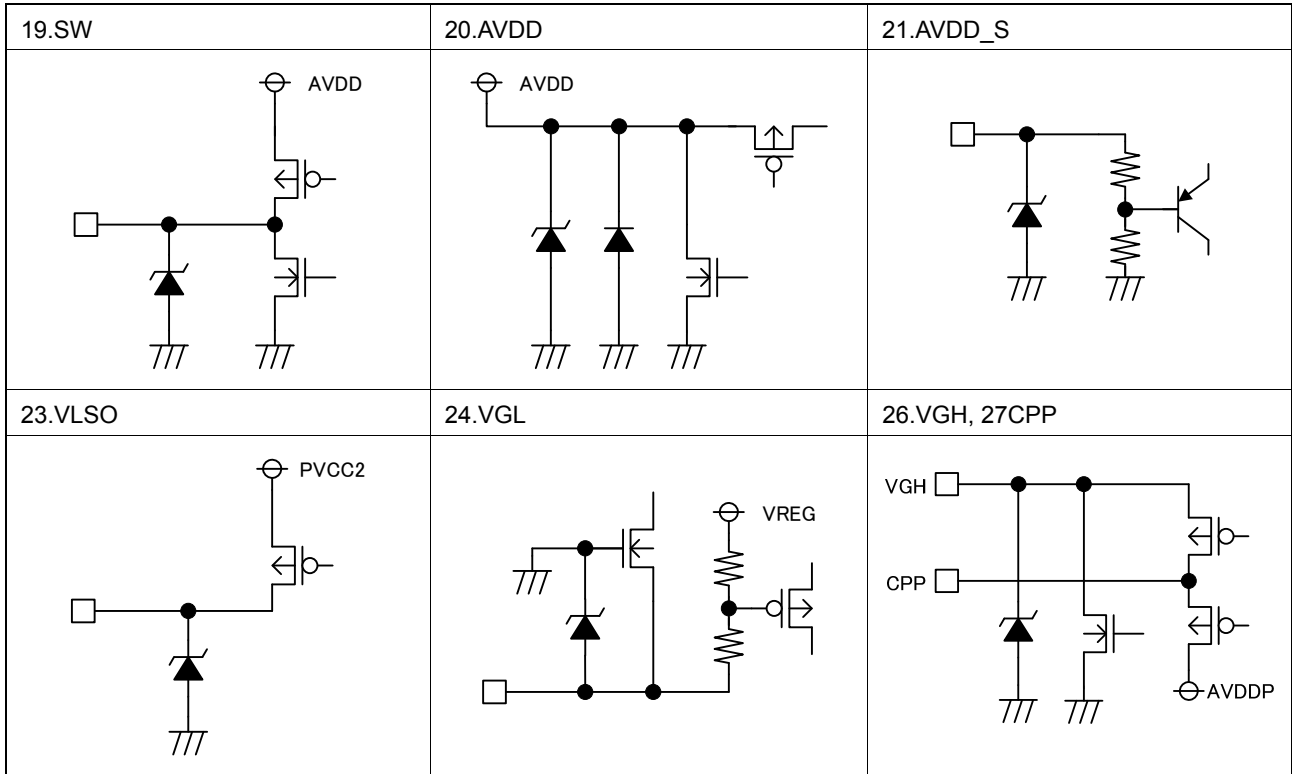 19.SW
20.AVDD
21.AVDD_S
AVDD
AVDD
23.VLSO
24.VGL
26.VGH, 27CPP
PVCC2
VREG
VGH
CPP
AVDDP